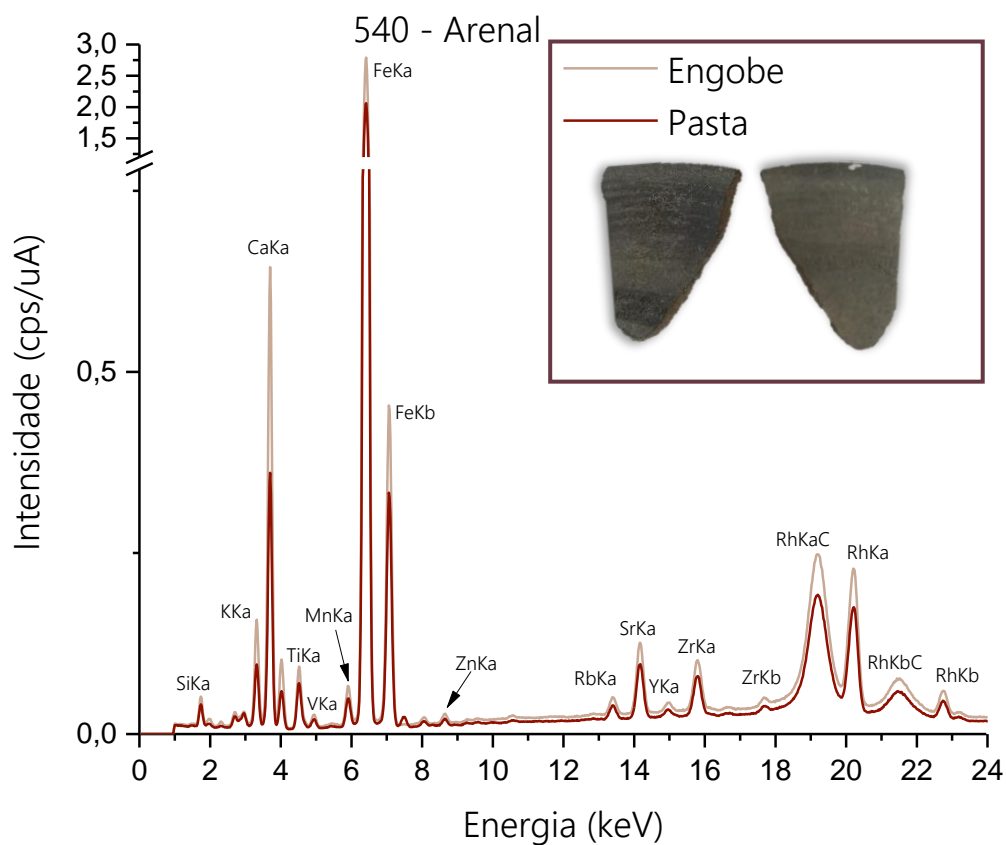 540 - Arenal
Engobe
Pasta
3,0
2,5
2,0
1,5
0,5
0,0
Intensidade (cps/uA)
SiKa
KKa
CaKa
TiKa
VKa
MnKa
FeKa
FeKb
ZnKa
RbKa
SrKa
YKa
ZrKa
ZrKb
RhKaC
RhKa
RhKbC
RhKb
0 2 4 6 8 10 12 14 16 18 20 22 24
Energia (keV)